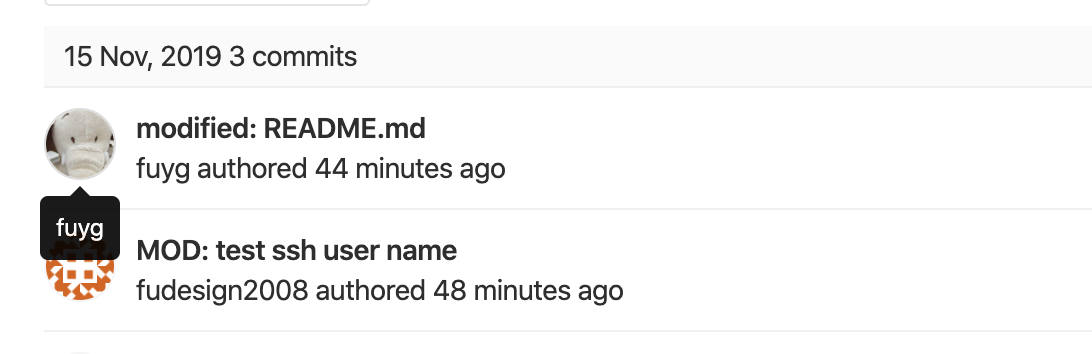 15 Nov, 2019 3 commits
modified: README.md
fuyg authored 44 minutes ago
fuyg
MOD: test ssh user name
fudesign2008 authored 48 minutes ago